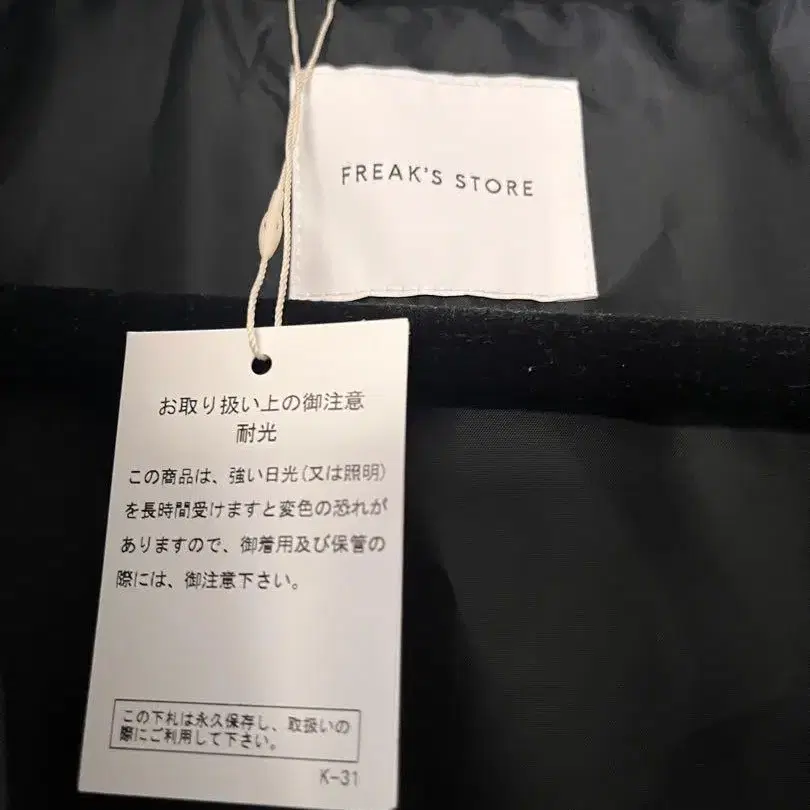 FREAK'S STORE
お取り扱い上の御注意
耐光
この商品は、強い日光(又は照明)
を長時間受けますと変色の恐れが
ありますので、御着用及び保管の
際には、御注意下さい。
この下札は永久保存し、取扱いの
際にご利用して下さい。
K-31